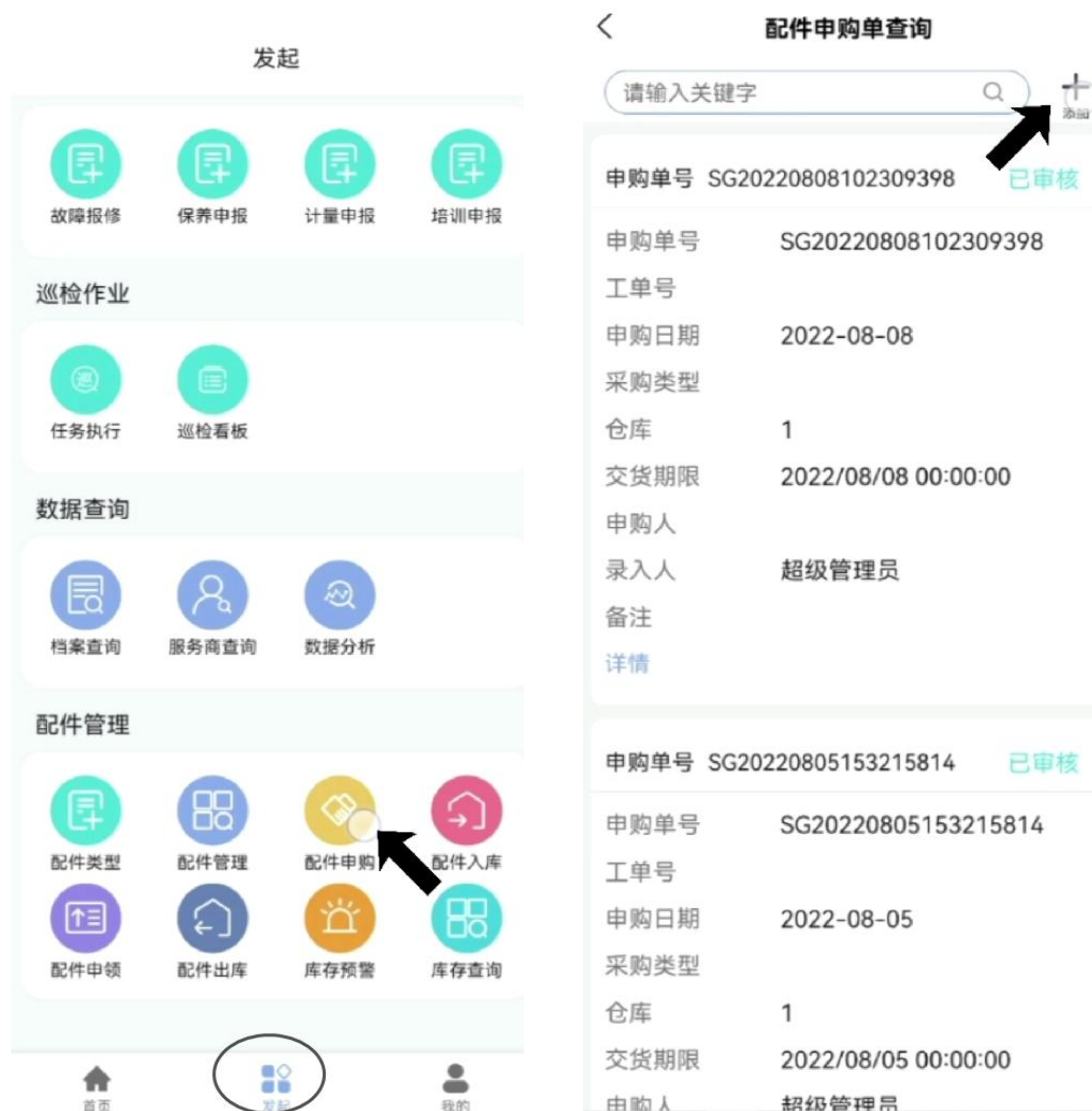 发起
故障报修 保养申报 计量申报 培训申报
巡检作业
任务执行 巡检看板
数据查询
档案查询 服务商查询 数据分析
配件管理
配件类型 配件管理 配件申购 配件入库
配件申领 配件出库 库存预警 库存查询
首页 发起 我的
配件申购单查询
请输入关键字
添加
申购单号 SG20220808102309398 已审核
申购单号 SG20220808102309398
工单号
申购日期 2022-08-08
采购类型
仓库 1
交货期限 2022/08/08 00:00:00
申购人
录入人 超级管理员
备注
详情
申购单号 SG20220805153215814 已审核
申购单号 SG20220805153215814
工单号
申购日期 2022-08-05
采购类型
仓库 1
交货期限 2022/08/05 00:00:00
申购人 超级管理员